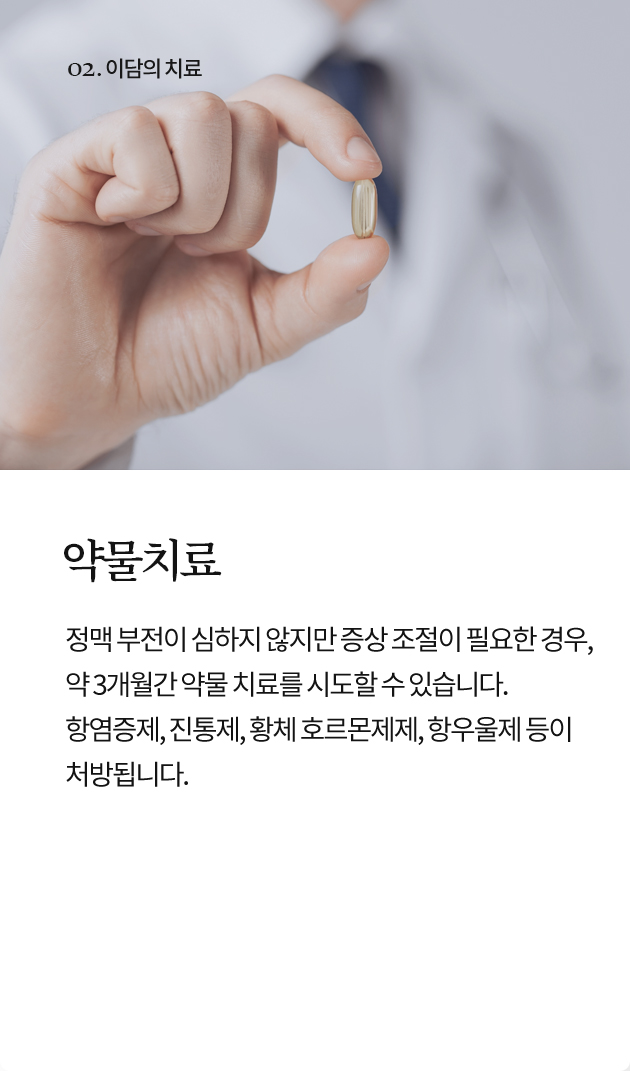 02. 이담의 치료
약물치료
정맥 부전이 심하지 않지만 증상 조절이 필요한 경우,
약 3개월간 약물 치료를 시도할 수 있습니다.
항염증제, 진통제, 황체 호르몬제제, 항우울제 등이
처방됩니다.